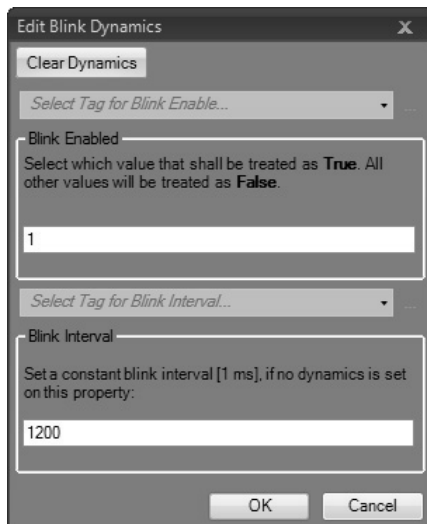 Edit Blink Dynamics
X
Clear Dynamics
Select Tag for Blink Enable...
...
Blink Enabled
Select which value that shall be treated as True. All
other values will be treated as False.
1
Select Tag for Blink Interval...
...
Blink Interval
Set a constant blink interval [1 ms], if no dynamics is set
on this property:
1200
OK Cancel